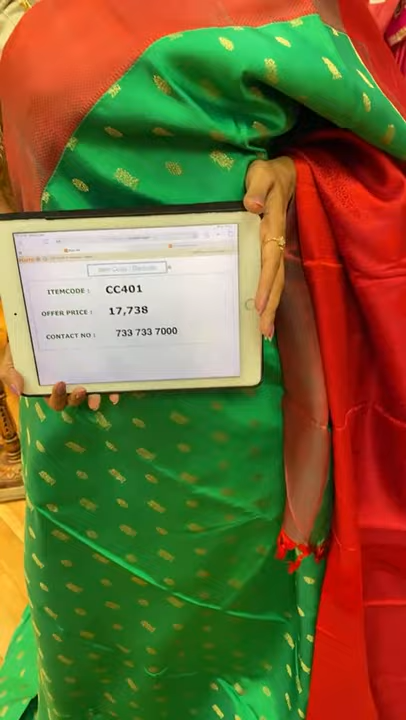 ITEMCODE : CC401
OFFER PRICE : 17,738
CONTACT NO : 733 733 7000